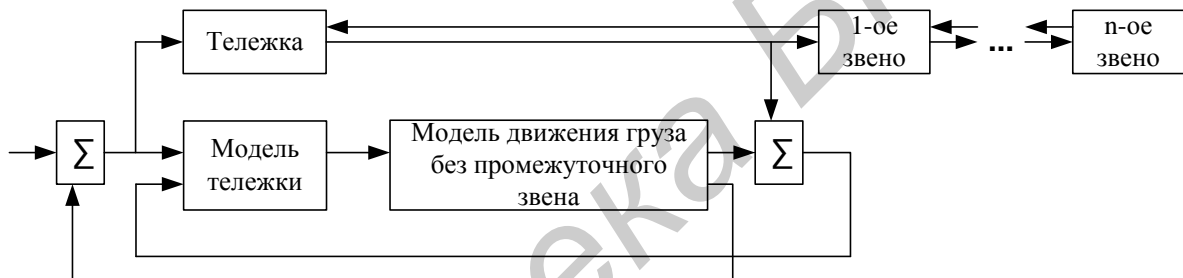 Тележка
1-ое
звено
...
n-ое
звено
Σ
Модель
тележки
Модель движения груза
без промежуточного
звена
Σ